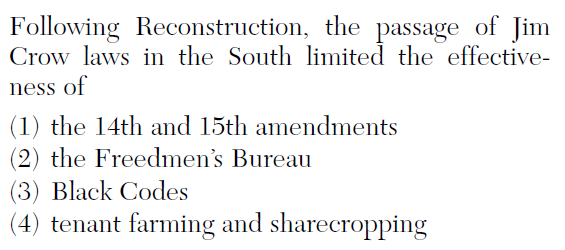 Following Reconstruction, the passage of Jim
Crow laws in the South limited the effective-
ness of
(1) the 14th and 15th amendments
(2) the Freedmen’s Bureau
(3) Black Codes
(4) tenant farming and sharecropping